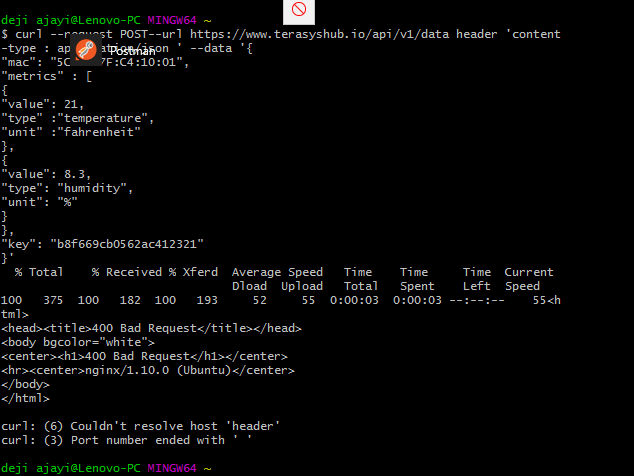 deji ajayi@Lenovo-PC MINGW64 ~
$ curl --request POST--url https://www.terasyshub.io/api/v1/data header 'content
-type : ap /json ' --data '{
Postman
"mac": "5C 7F:C4:10:01",
"metrics" : [
{
"value": 21,
"type" :"temperature",
"unit" :"fahrenheit"
},
{
"value": 8.3,
"type": "humidity",
"unit": "%"
}
},
"key": "b8f669cb0562ac412321"
}'
% Total % Received % Xferd Average Speed Time Time Time Current
Dload Upload Total Spent Left Speed
100 375 100 182 100 193 52 55 0:00:03 0:00:03 --:--:-- 55<h
tml>
<head><title>400 Bad Request</title></head>
<body bgcolor="white">
<center><h1>400 Bad Request</h1></center>
<hr><center>nginx/1.10.0 (Ubuntu)</center>
</body>
</html>
curl: (6) Couldn't resolve host 'header'
curl: (3) Port number ended with ' '
deji ajayi@Lenovo-PC MINGW64 ~